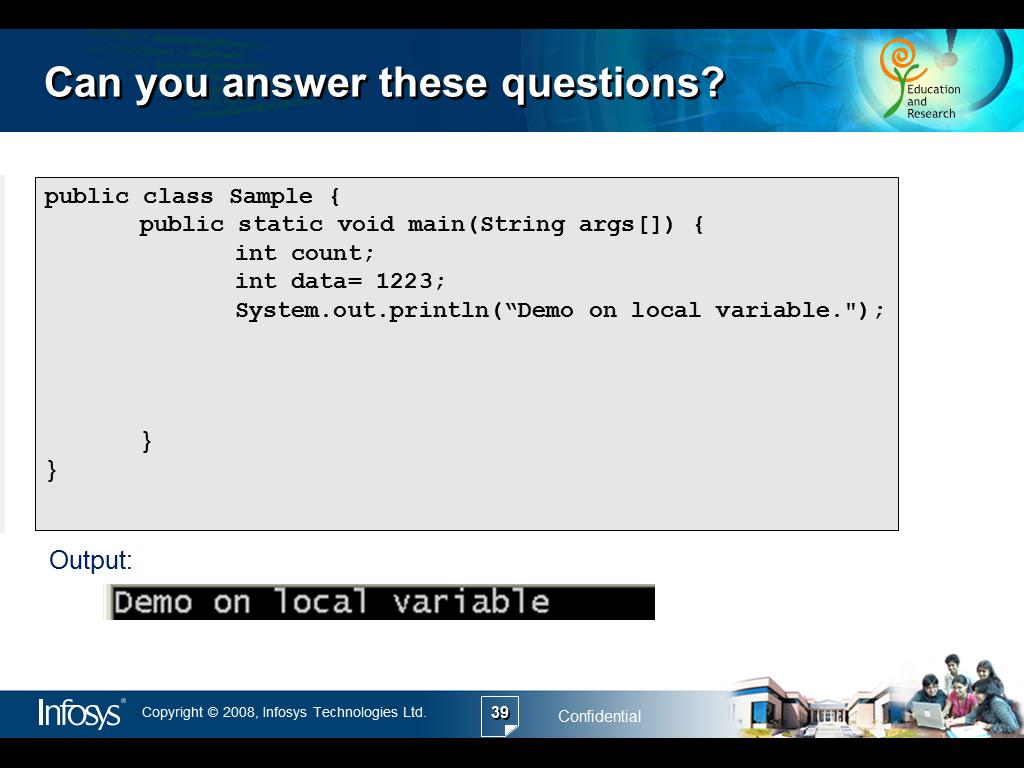 Can you answer these questions?
Education
and
Research
public class Sample {
public static void main(String args[]) {
int count;
int data= 1223;
System.out.println(“Demo on local variable.");
}
}
Output:
Demo on local variable
Infosys®
Copyright © 2008, Infosys Technologies Ltd.
39
Confidential